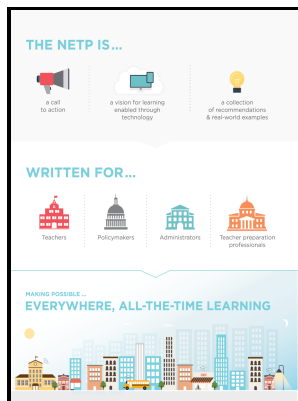 THE NETP IS...
a call
to action
a vision for learning
enabled through
technology
a collection
of recommendations
& real-world examples
WRITTEN FOR...
Teachers
Policymakers
Administrators
Teacher preparation
professionals
MAKING POSSIBLE ...
EVERYWHERE, ALL-THE-TIME LEARNING